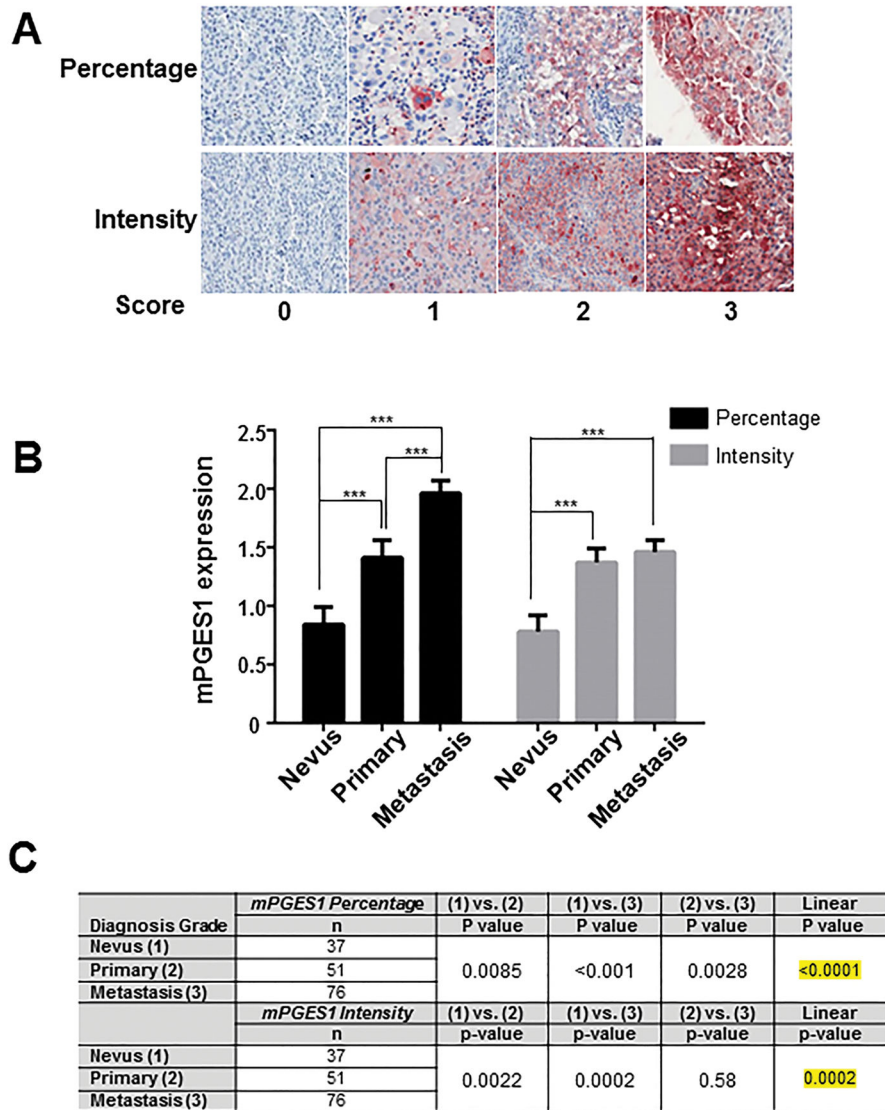 A
Percentage
Intensity
Score 0 1 2 3
B
Percentage
Intensity
mPGES1 expression
2.5
2.0
1.5
1.0
0.5
0
*** *** ***
*** ***
Nevus Primary Metastasis Nevus Primary Metastasis
C
mPGES1 Percentage (1) vs. (2) (1) vs. (3) (2) vs. (3) Linear
Diagnosis Grade n P value P value P value P value
Nevus (1) 37
Primary (2) 51 0.0085 <0.001 0.0028 <0.0001
Metastasis (3) 76
mPGES1 Intensity (1) vs. (2) (1) vs. (3) (2) vs. (3) Linear
n p-value p-value p-value p-value
Nevus (1) 37
Primary (2) 51 0.0022 0.0002 0.58 0.0002
Metastasis (3) 76